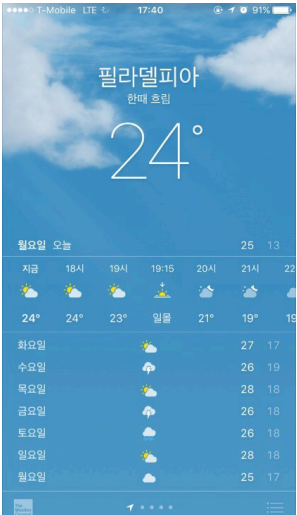 T-Mobile LTE 17:40 91%
필라델피아
한때 흐림
24°
월요일 오늘 25 13
지금 18시 19시 19:15 20시 21시 22
24° 24° 23° 일몰 21° 19° 19
화요일 27 17
수요일 26 19
목요일 28 18
금요일 26 18
토요일 26 18
일요일 28 18
월요일 25 17